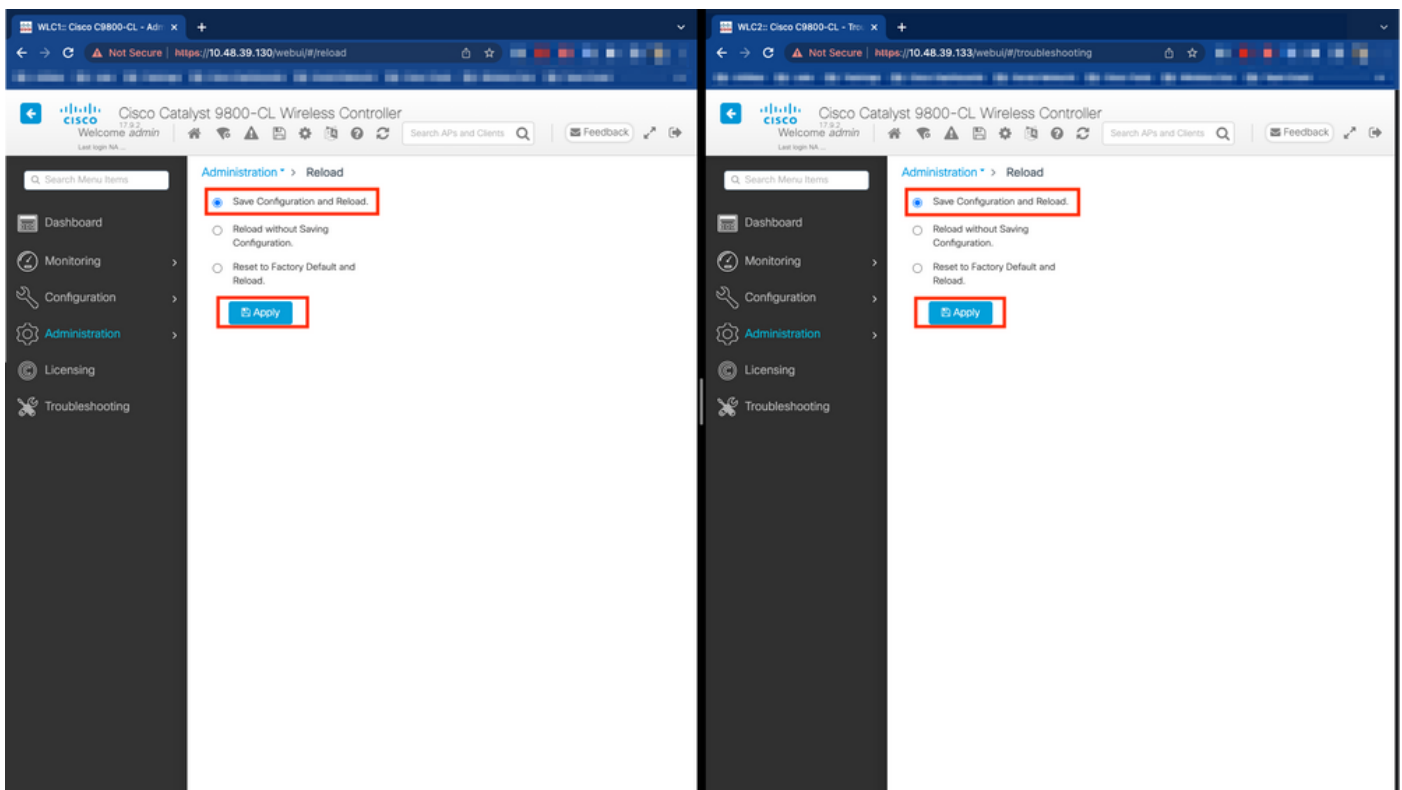 WLC1:: Cisco C9800-CL - Adm
Not Secure | https://10.48.39.130/webui/#/reload
CISCO
Cisco Catalyst 9800-CL Wireless Controller
17.9.2
Welcome admin
Last login NA ...
Search APs and Clients
Feedback
Search Menu Items
Dashboard
Monitoring
Configuration
Administration
Licensing
Troubleshooting
Administration > Reload
Save Configuration and Reload.
Reload without Saving
Configuration.
Reset to Factory Default and
Reload.
Apply
WLC2:: Cisco C9800-CL - Tro
Not Secure | https://10.48.39.133/webui/#/troubleshooting
CISCO
Cisco Catalyst 9800-CL Wireless Controller
17.9.2
Welcome admin
Last login NA ...
Search APs and Clients
Feedback
Search Menu Items
Dashboard
Monitoring
Configuration
Administration
Licensing
Troubleshooting
Administration > Reload
Save Configuration and Reload.
Reload without Saving
Configuration.
Reset to Factory Default and
Reload.
Apply